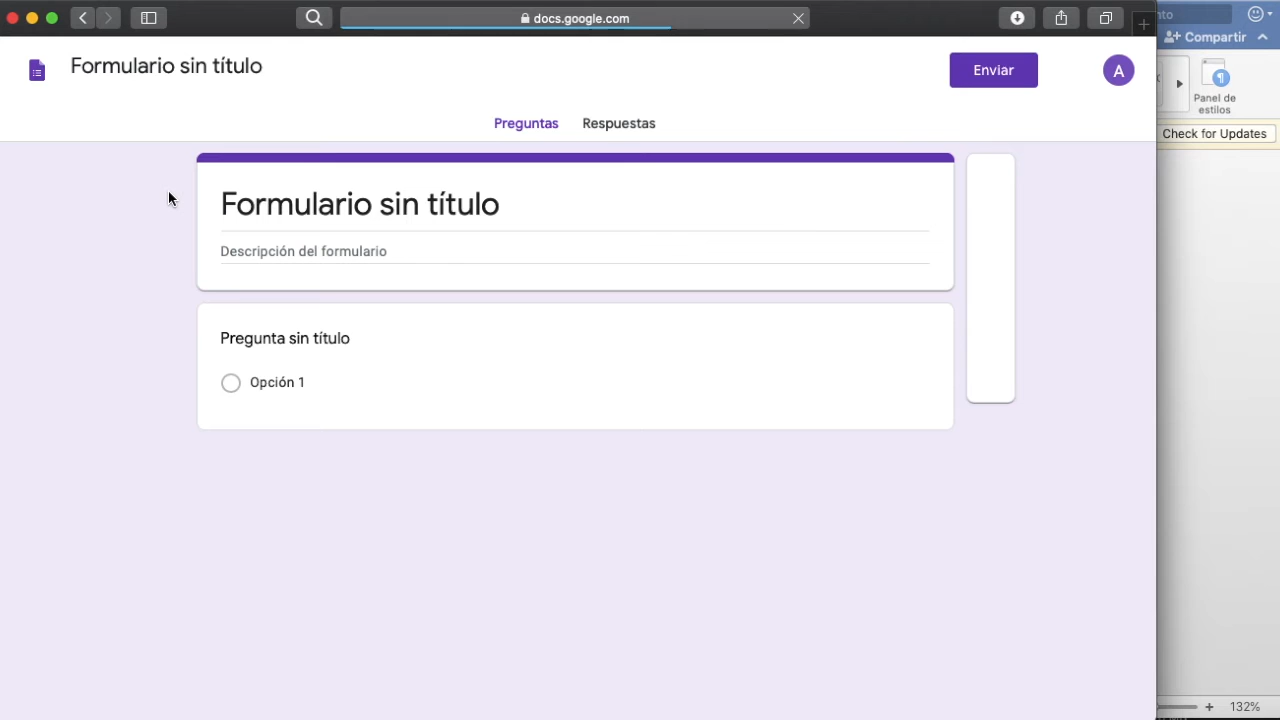 docs.google.com
nto
Compartir
Formulario sin título
Enviar
A
Panel de
estilos
Preguntas
Respuestas
Check for Updates
Formulario sin título
Descripción del formulario
Pregunta sin título
Opción 1
132%